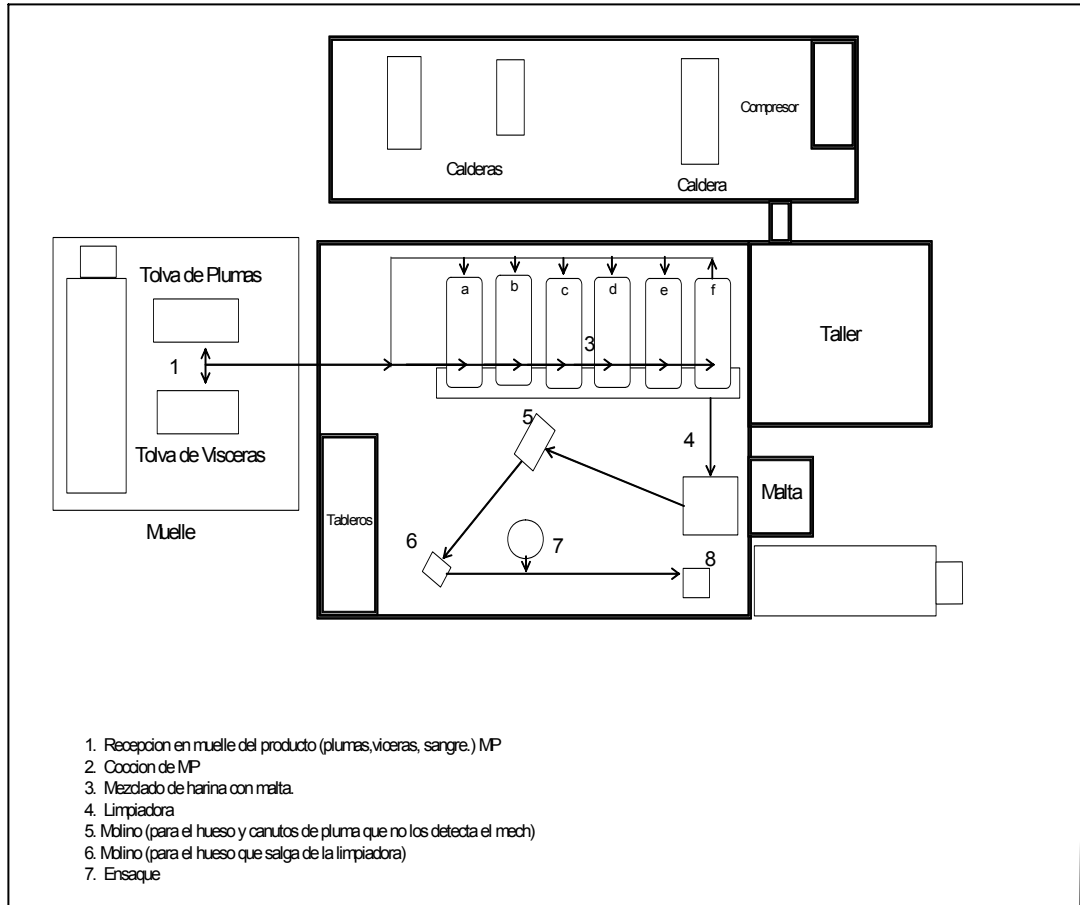 Compresor
Calderas
Caldera
Tolva de Plumas
a b c d e f
Taller
1
3
Tolva de Visceras
5
4
Malta
Muelle
Tableros
6
7
8
1. Recepcion en muelle del producto (plumas,viceras, sangre.) MP
2. Coccion de MP
3. Mezclado de harina con malta.
4. Limpiadora
5. Molino (para el hueso y canutos de pluma que no los detecta el mech)
6. Molino (para el hueso que salga de la limpiadora)
7. Ensaque